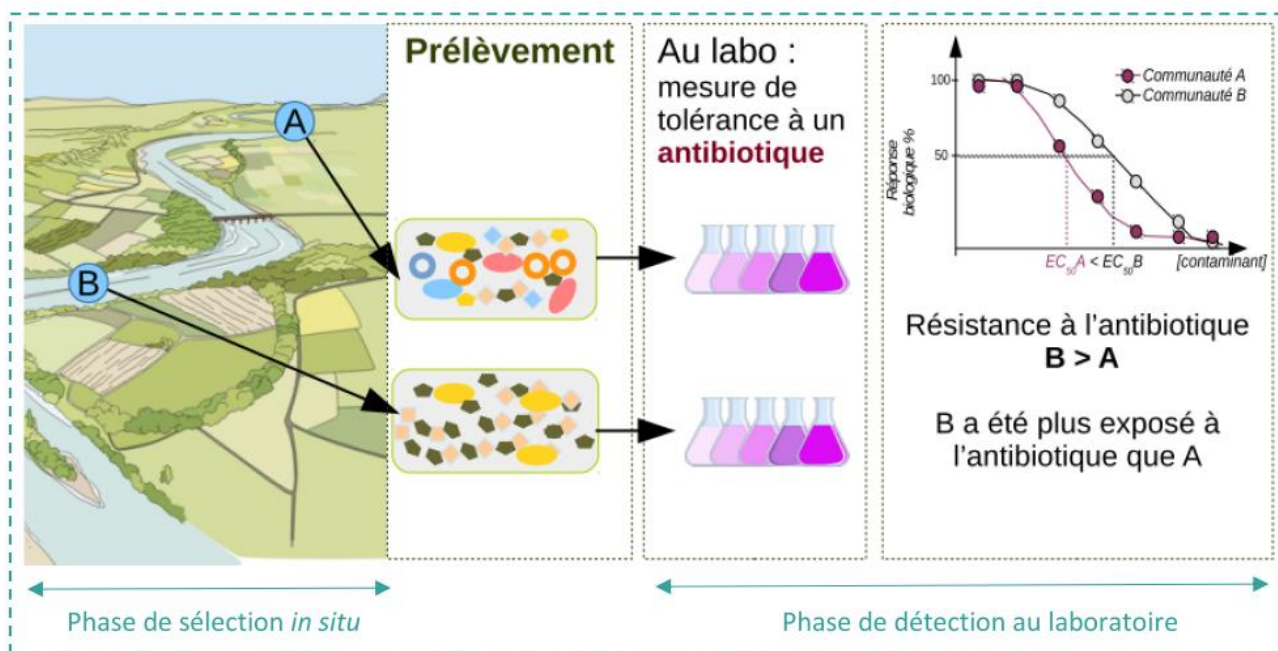 A
B
Prélèvement
Au labo :
mesure de
tolérance à un
antibiotique
100
50
Réponse
biologique %
Communauté A
Communauté B
EC50A < EC50B
[contaminant]
Résistance à l'antibiotique
B > A
B a été plus exposé à
l'antibiotique que A
Phase de sélection in situ
Phase de détection au laboratoire